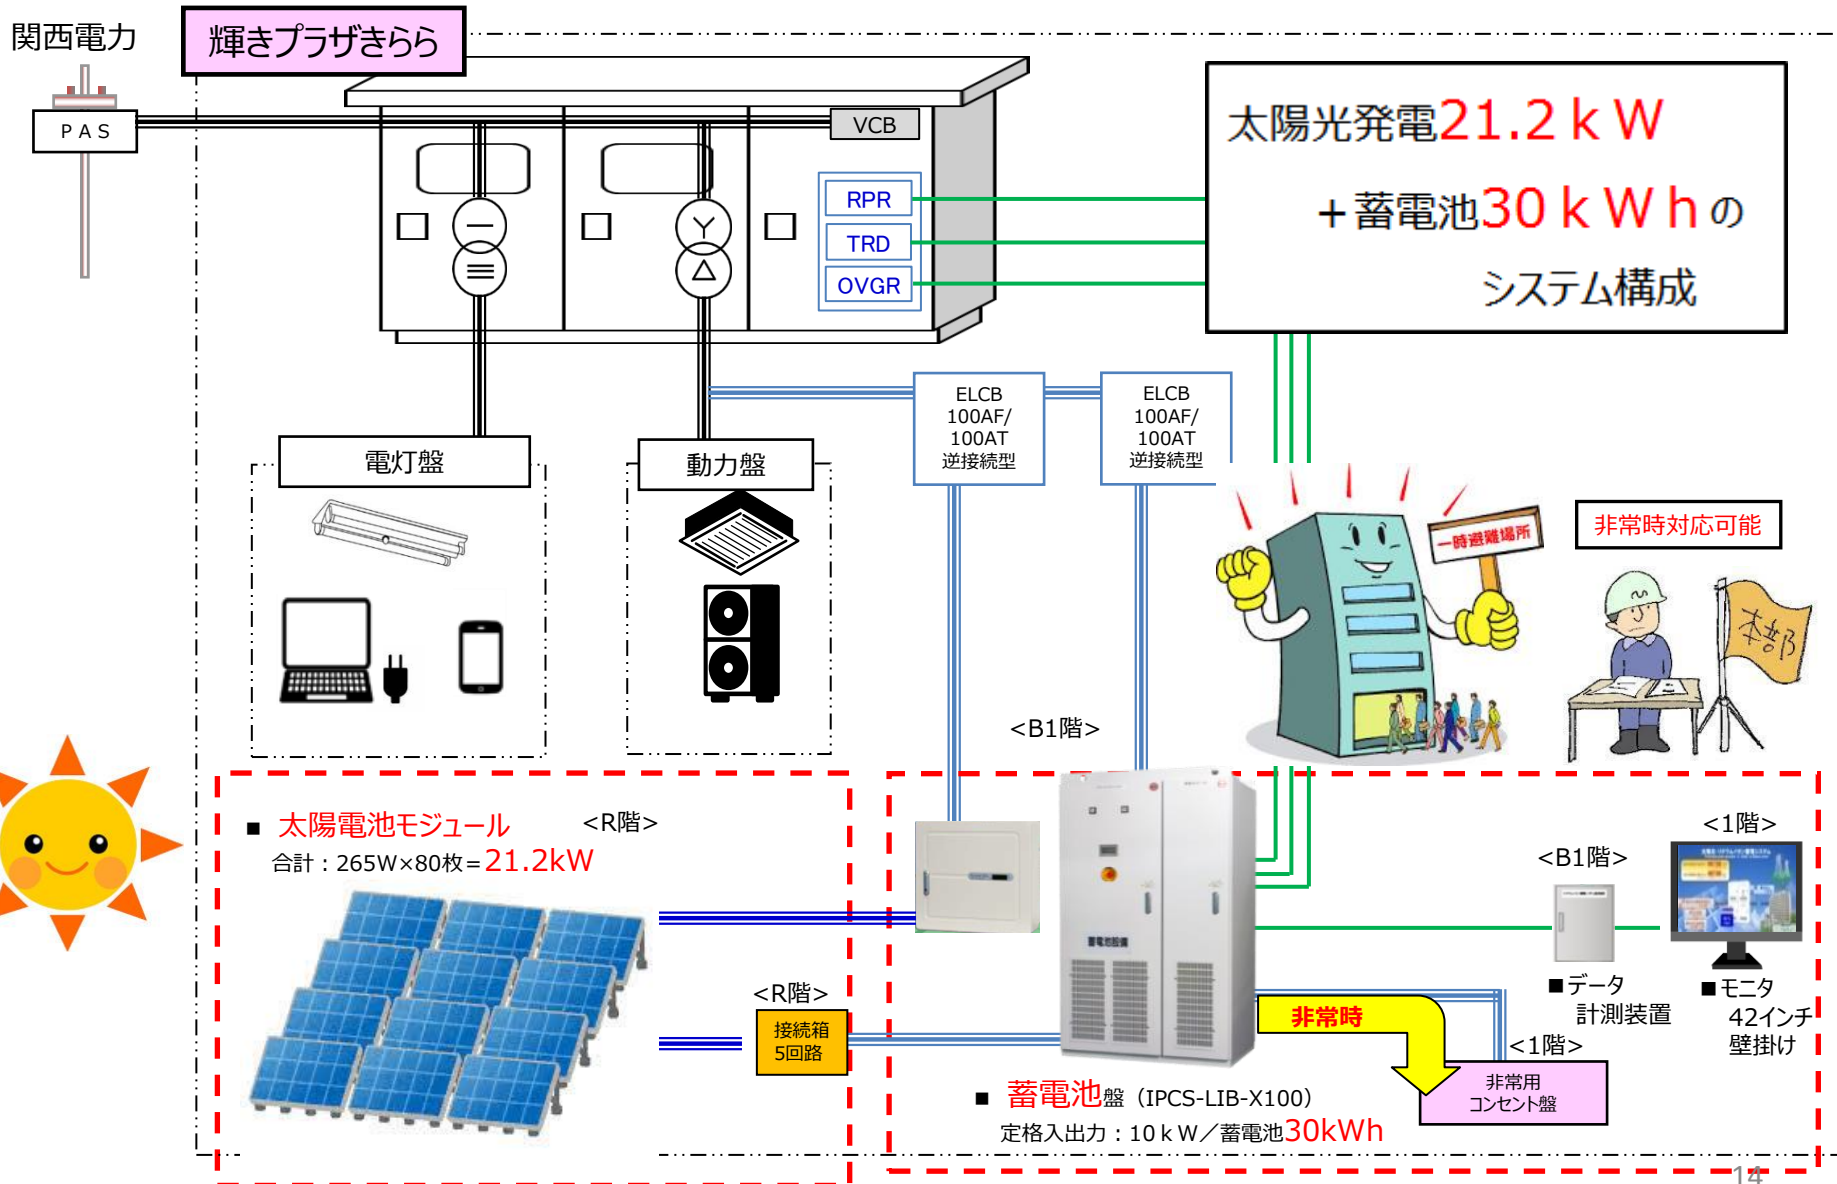 関西電力
輝きプラザきらら
PAS
VCB
RPR
TRD
OVGR
太陽光発電21.2ｋＷ
＋蓄電池30ｋＷｈの
システム構成
ELCB
100AF/
100AT
逆接続型
ELCB
100AF/
100AT
逆接続型
電灯盤
動力盤
一時避難場所
非常時対応可能
本部
<B1階>
■ 太陽電池モジュール
<R階>
合計：265W×80枚＝21.2kW
<R階>
接続箱
5回路
蓄電池設備
非常時
<B1階>
■データ
計測装置
<1階>
■モニタ
42インチ
壁掛け
<1階>
非常用
コンセント盤
■ 蓄電池盤（IPCS-LIB-X100）
定格入出力：10ｋＷ／蓄電池30kWh
14